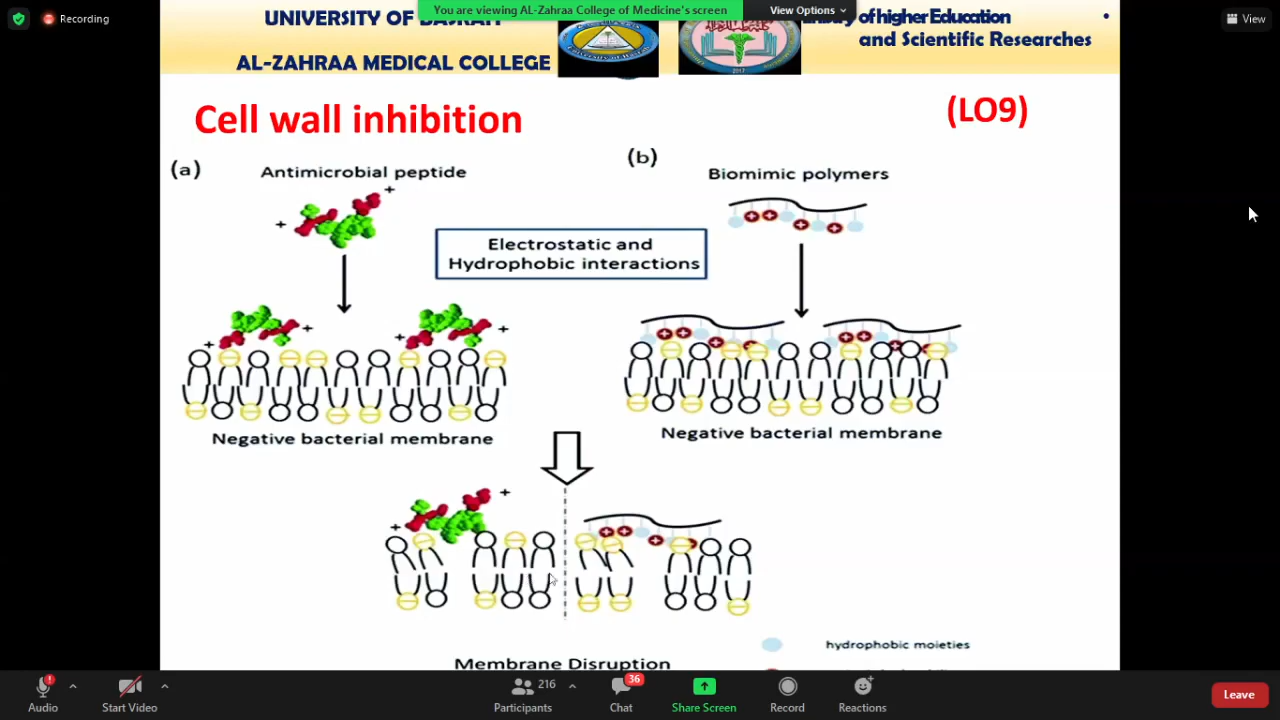 You are viewing AL-Zahraa College of Medicine's screen
View Options
Recording
View
UNIVERSITY OF BASRAH
of higher Education
AL-ZAHRAA MEDICAL COLLEGE
and Scientific Researches
2017
Cell wall inhibition
(LO9)
(a)
Antimicrobial peptide
(b)
Biomimic polymers
Electrostatic and
Hydrophobic interactions
Negative bacterial membrane
Negative bacterial membrane
Membrane Disruption
hydrophobic moieties
Audio
Start Video
216
Participants
36
Chat
Share Screen
Record
Reactions
Leave